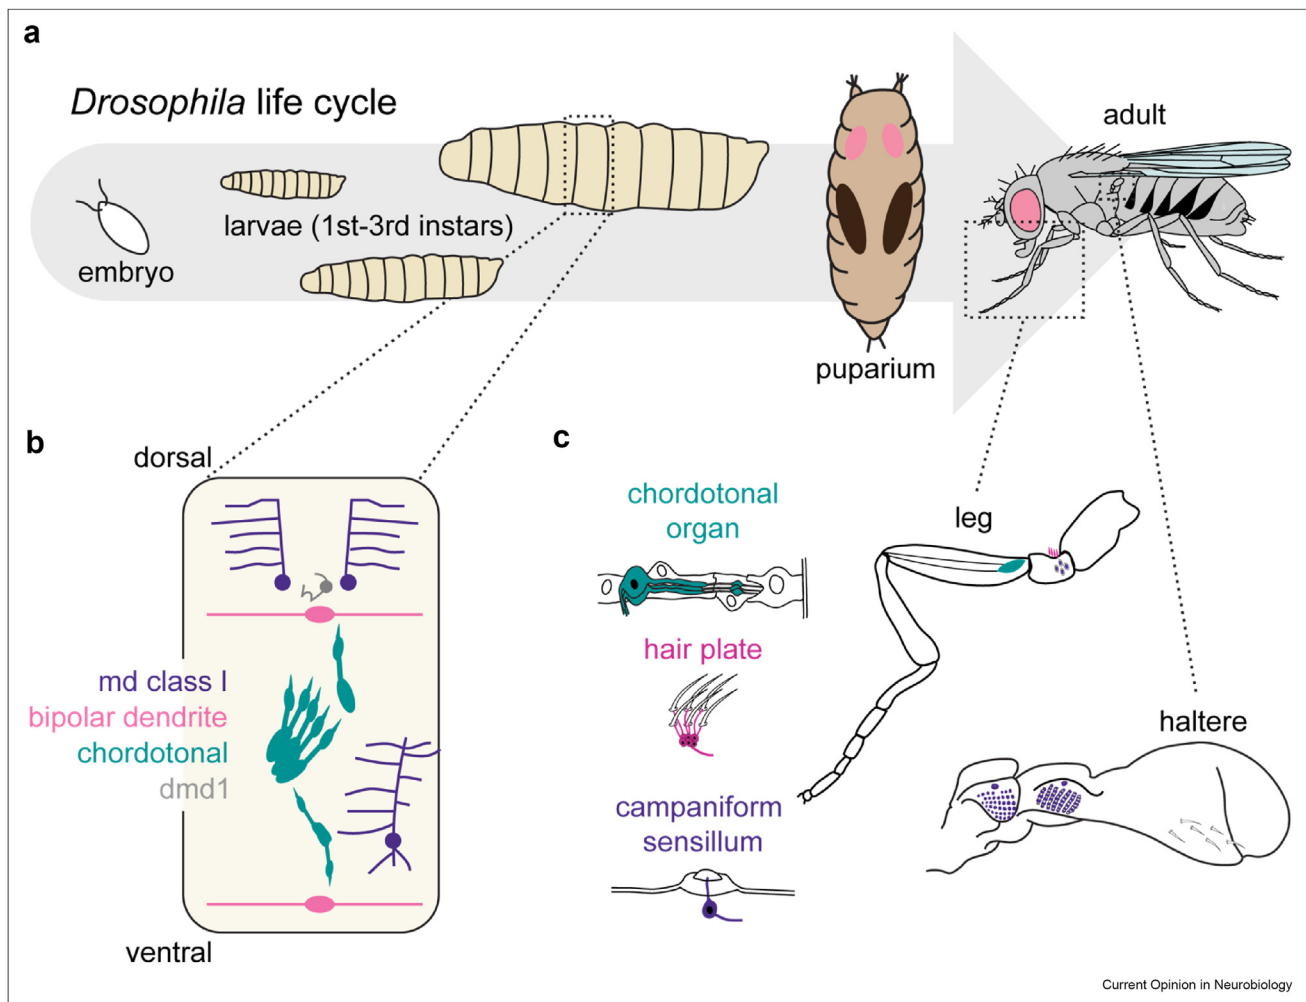 a
Drosophila life cycle
adult
larvae (1st-3rd instars)
embryo
puparium
b
dorsal
md class I
bipolar dendrite
chordotonal
dmd1
ventral
c
chordotonal
organ
hair plate
campaniform
sensillum
leg
haltere
Current Opinion in Neurobiology